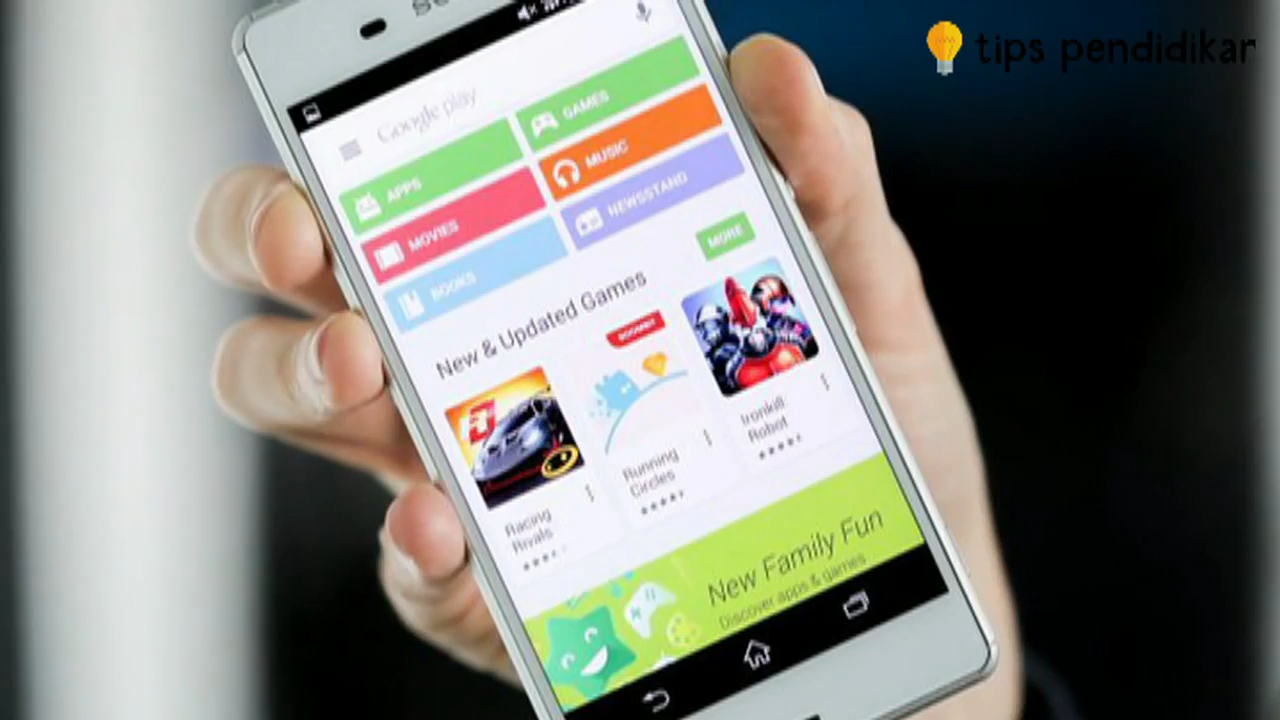 tips pendidikan
Google play
APPS
GAMES
MOVIES
MUSIC
BOOKS
NEWSSTAND
New & Updated Games
MORE
Racing
Rivals
Running
Circles
Ironkill:
Robot
New Family Fun
Discover apps & games